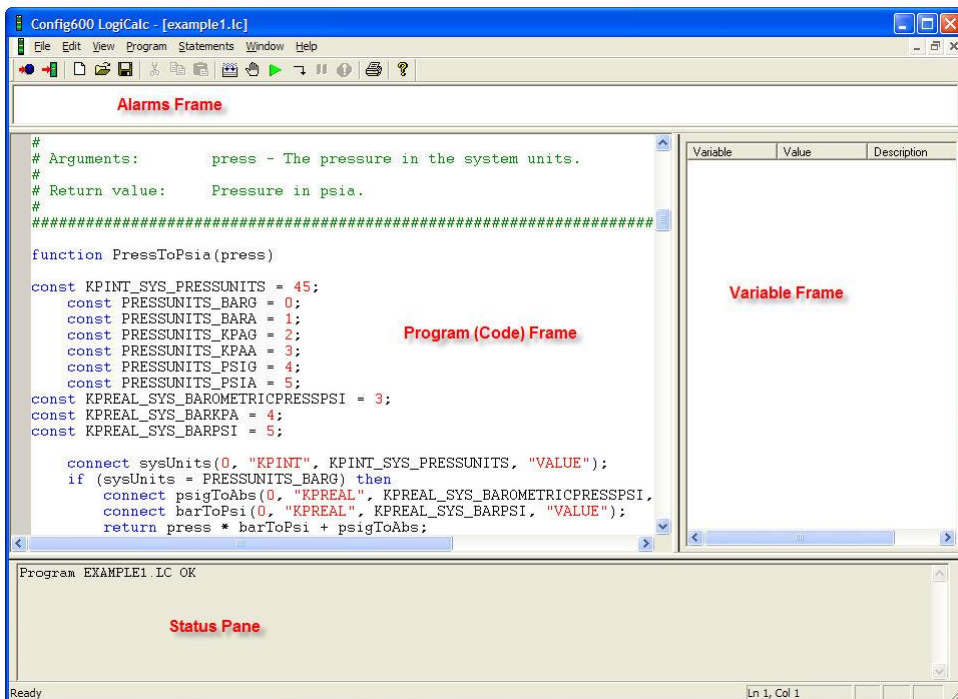 Config600 LogiCalc - [example1.lc]
File Edit View Program Statements Window Help
Alarms Frame
#
# Arguments: press - The pressure in the system units.
#
# Return value: Pressure in psia.
#
######################################################################
function PressToPsia(press)
const KPINT_SYS_PRESSUNITS = 45;
const PRESSUNITS_BARG = 0;
const PRESSUNITS_BARA = 1;
const PRESSUNITS_KPAG = 2;
const PRESSUNITS_KPAA = 3;
const PRESSUNITS_PSIG = 4;
const PRESSUNITS_PSIA = 5;
const KPREAL_SYS_BAROMETRICPRESSPSI = 3;
const KPREAL_SYS_BARKPA = 4;
const KPREAL_SYS_BARPSI = 5;
connect sysUnits(0, "KPINT", KPINT_SYS_PRESSUNITS, "VALUE");
if (sysUnits = PRESSUNITS_BARG) then
connect psigToAbs(0, "KPREAL", KPREAL_SYS_BAROMETRICPRESSPSI,
connect barToPsi(0, "KPREAL", KPREAL_SYS_BARPSI, "VALUE");
return press * barToPsi + psigToAbs;
Program (Code) Frame
Variable Value Description
Variable Frame
Program EXAMPLE1.LC OK
Status Pane
Ready Ln 1, Col 1